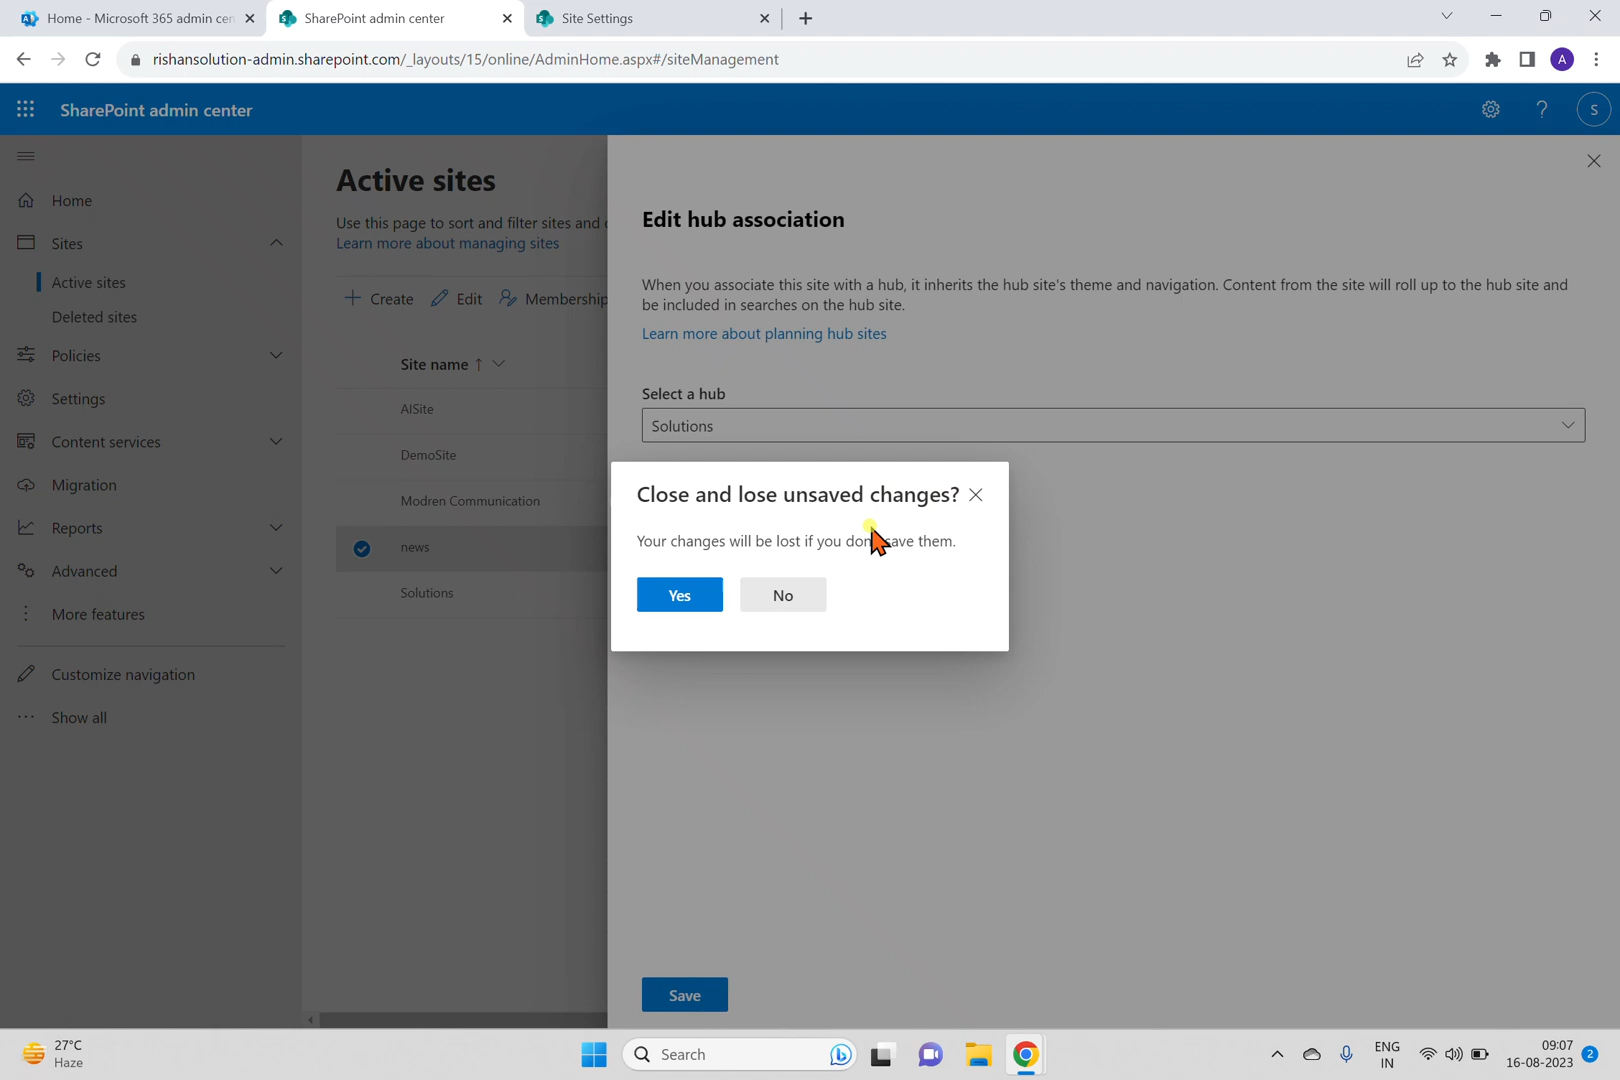 Home - Microsoft 365 admin cen
SharePoint admin center
Site Settings
rishansolution-admin.sharepoint.com/_layouts/15/online/AdminHome.aspx#/siteManagement
A
SharePoint admin center
?
S
Home
Sites
Active sites
Deleted sites
Policies
Settings
Content services
Migration
Reports
Advanced
More features
Customize navigation
Show all
Active sites
Use this page to sort and filter sites and
Learn more about managing sites
Create
Edit
Membership
Site name ↑
AISite
DemoSite
Modren Communication
news
Solutions
Edit hub association
When you associate this site with a hub, it inherits the hub site's theme and navigation. Content from the site will roll up to the hub site and
be included in searches on the hub site.
Learn more about planning hub sites
Select a hub
Solutions
Close and lose unsaved changes?
Your changes will be lost if you don save them.
Yes
No
Save
27°C
Haze
Search
ENG
IN
09:07
16-08-2023
2